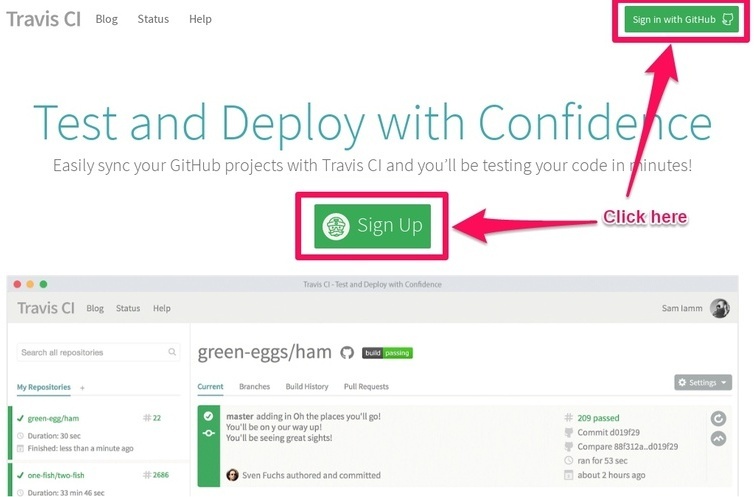 Travis CI Blog Status Help Sign in with GitHub
Test and Deploy with Confidence
Easily sync your GitHub projects with Travis CI and you'll be testing your code in minutes!
Sign Up
Click here
Travis CI - Test and Deploy with Confidence
Travis CI Blog Status Help Sam Iamm
Search all repositories
My Repositories +
green-egg/ham # 22
Duration: 30 sec
Finished: less than a minute ago
one-fish/two-fish # 2686
Duration: 33 min 46 sec
green-eggs/ham build passing
Current Branches Build History Pull Requests Settings
master adding in Oh the places you'll go!
You'll be on y our way up!
You'll be seeing great sights!
Sven Fuchs authored and committed
# 209 passed
Commit d019f29
Compare 88f312a..d019f29
ran for 53 sec
about 2 hours ago